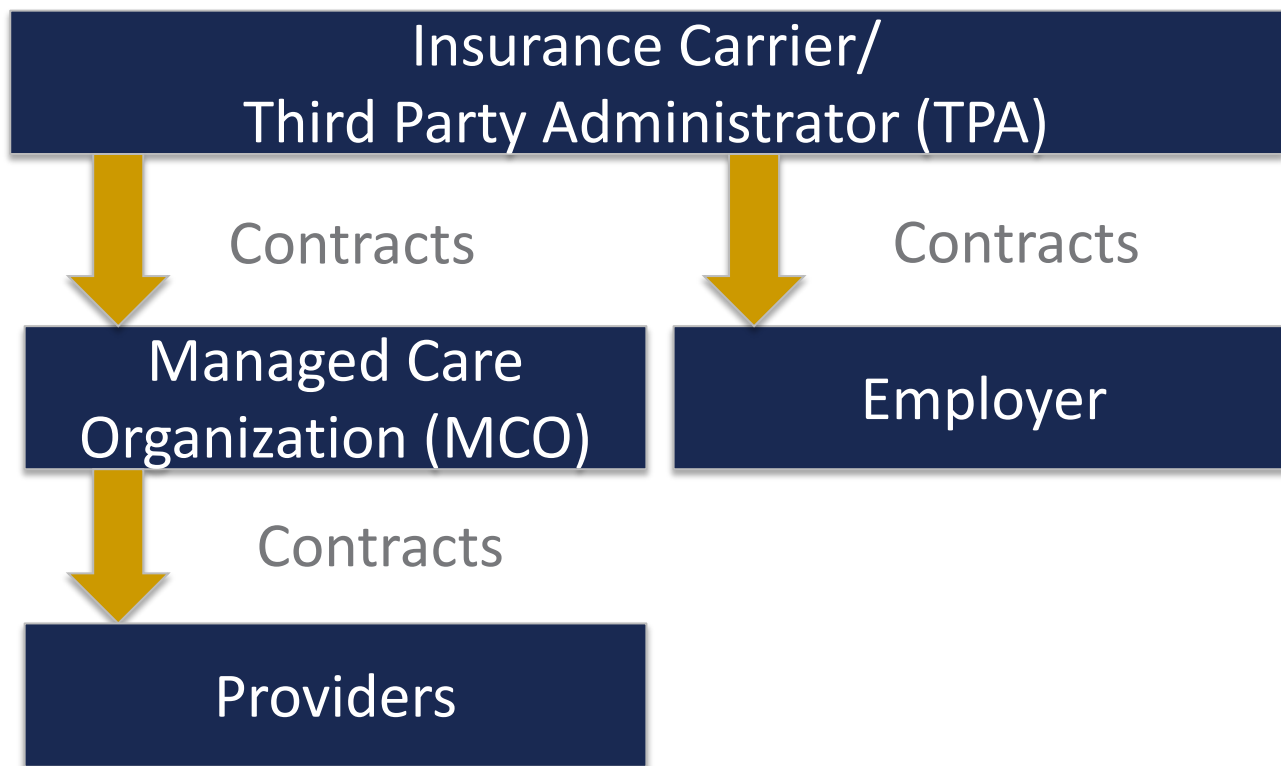 Insurance Carrier/
Third Party Administrator (TPA)
Contracts
Contracts
Managed Care
Organization (MCO)
Employer
Contracts
Providers